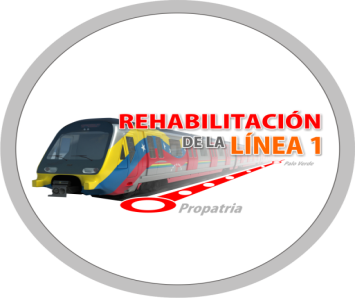 REHABILITACIÓN
DE LA LÍNEA 1
Palo Verde
Propatria